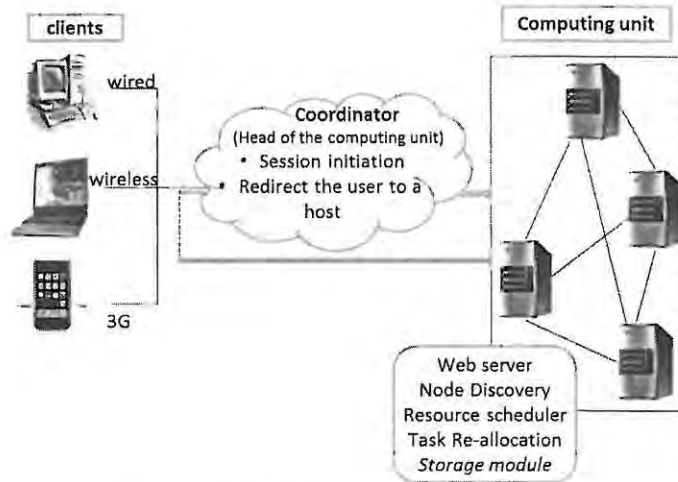 clients
wired
wireless
3G
Coordinator
(Head of the computing unit)
• Session initiation
• Redirect the user to a
host
Computing unit
Web server
Node Discovery
Resource scheduler
Task Re-allocation
Storage module